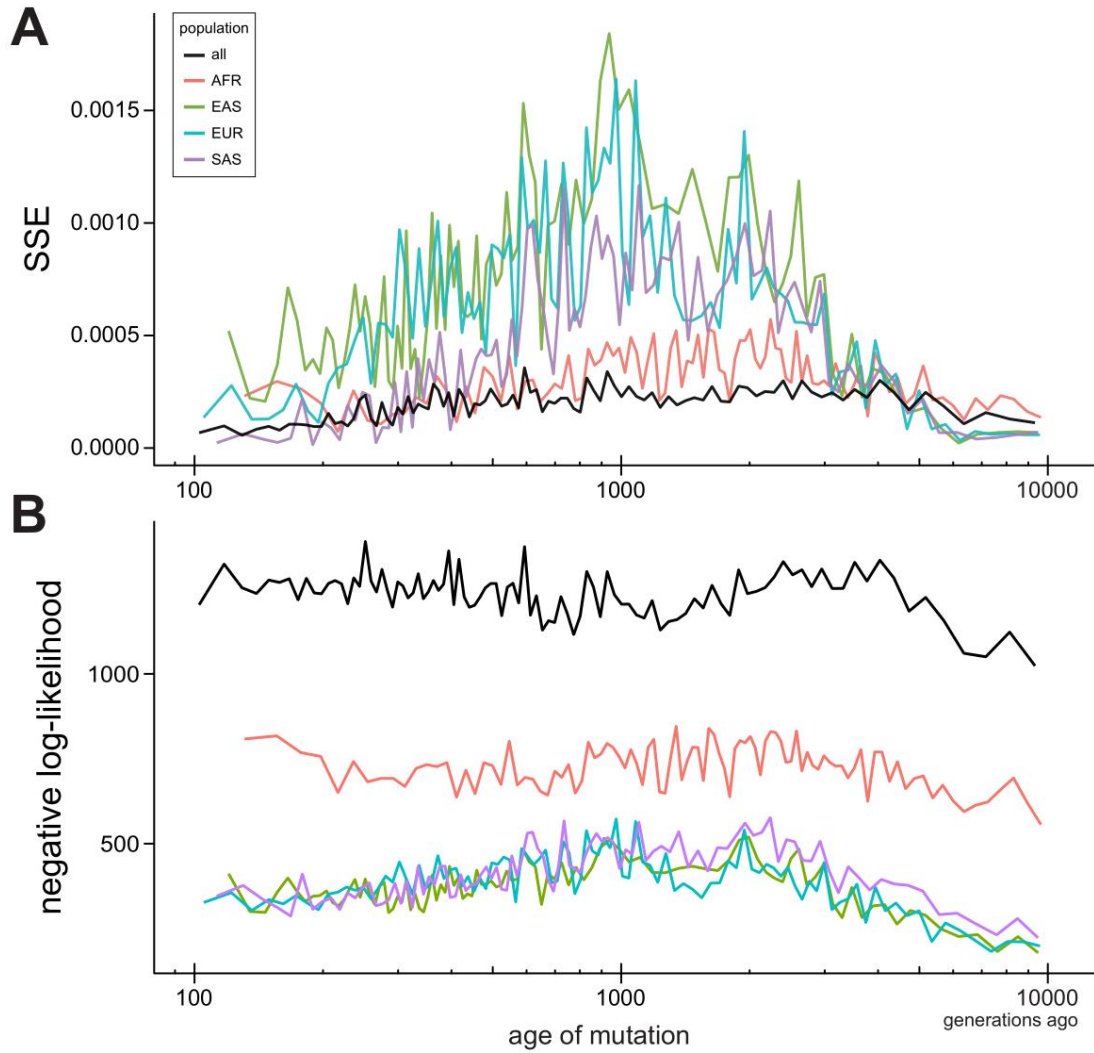 A
population
all
AFR
EAS
EUR
SAS
SSE
0.0015
0.0010
0.0005
0.0000
100
1000
10000
B
negative log-likelihood
1000
500
100
1000
10000
generations ago
age of mutation